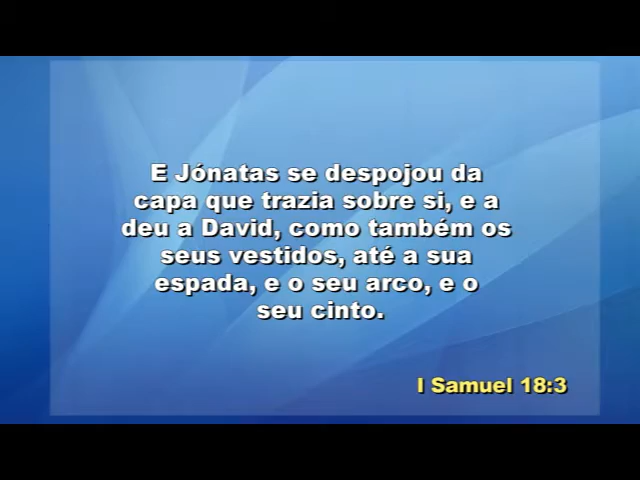 E Jónatas se despojou da
capa que trazia sobre si, e a
deu a David, como também os
seus vestidos, até a sua
espada, e o seu arco, e o
seu cinto.
I Samuel 18:3